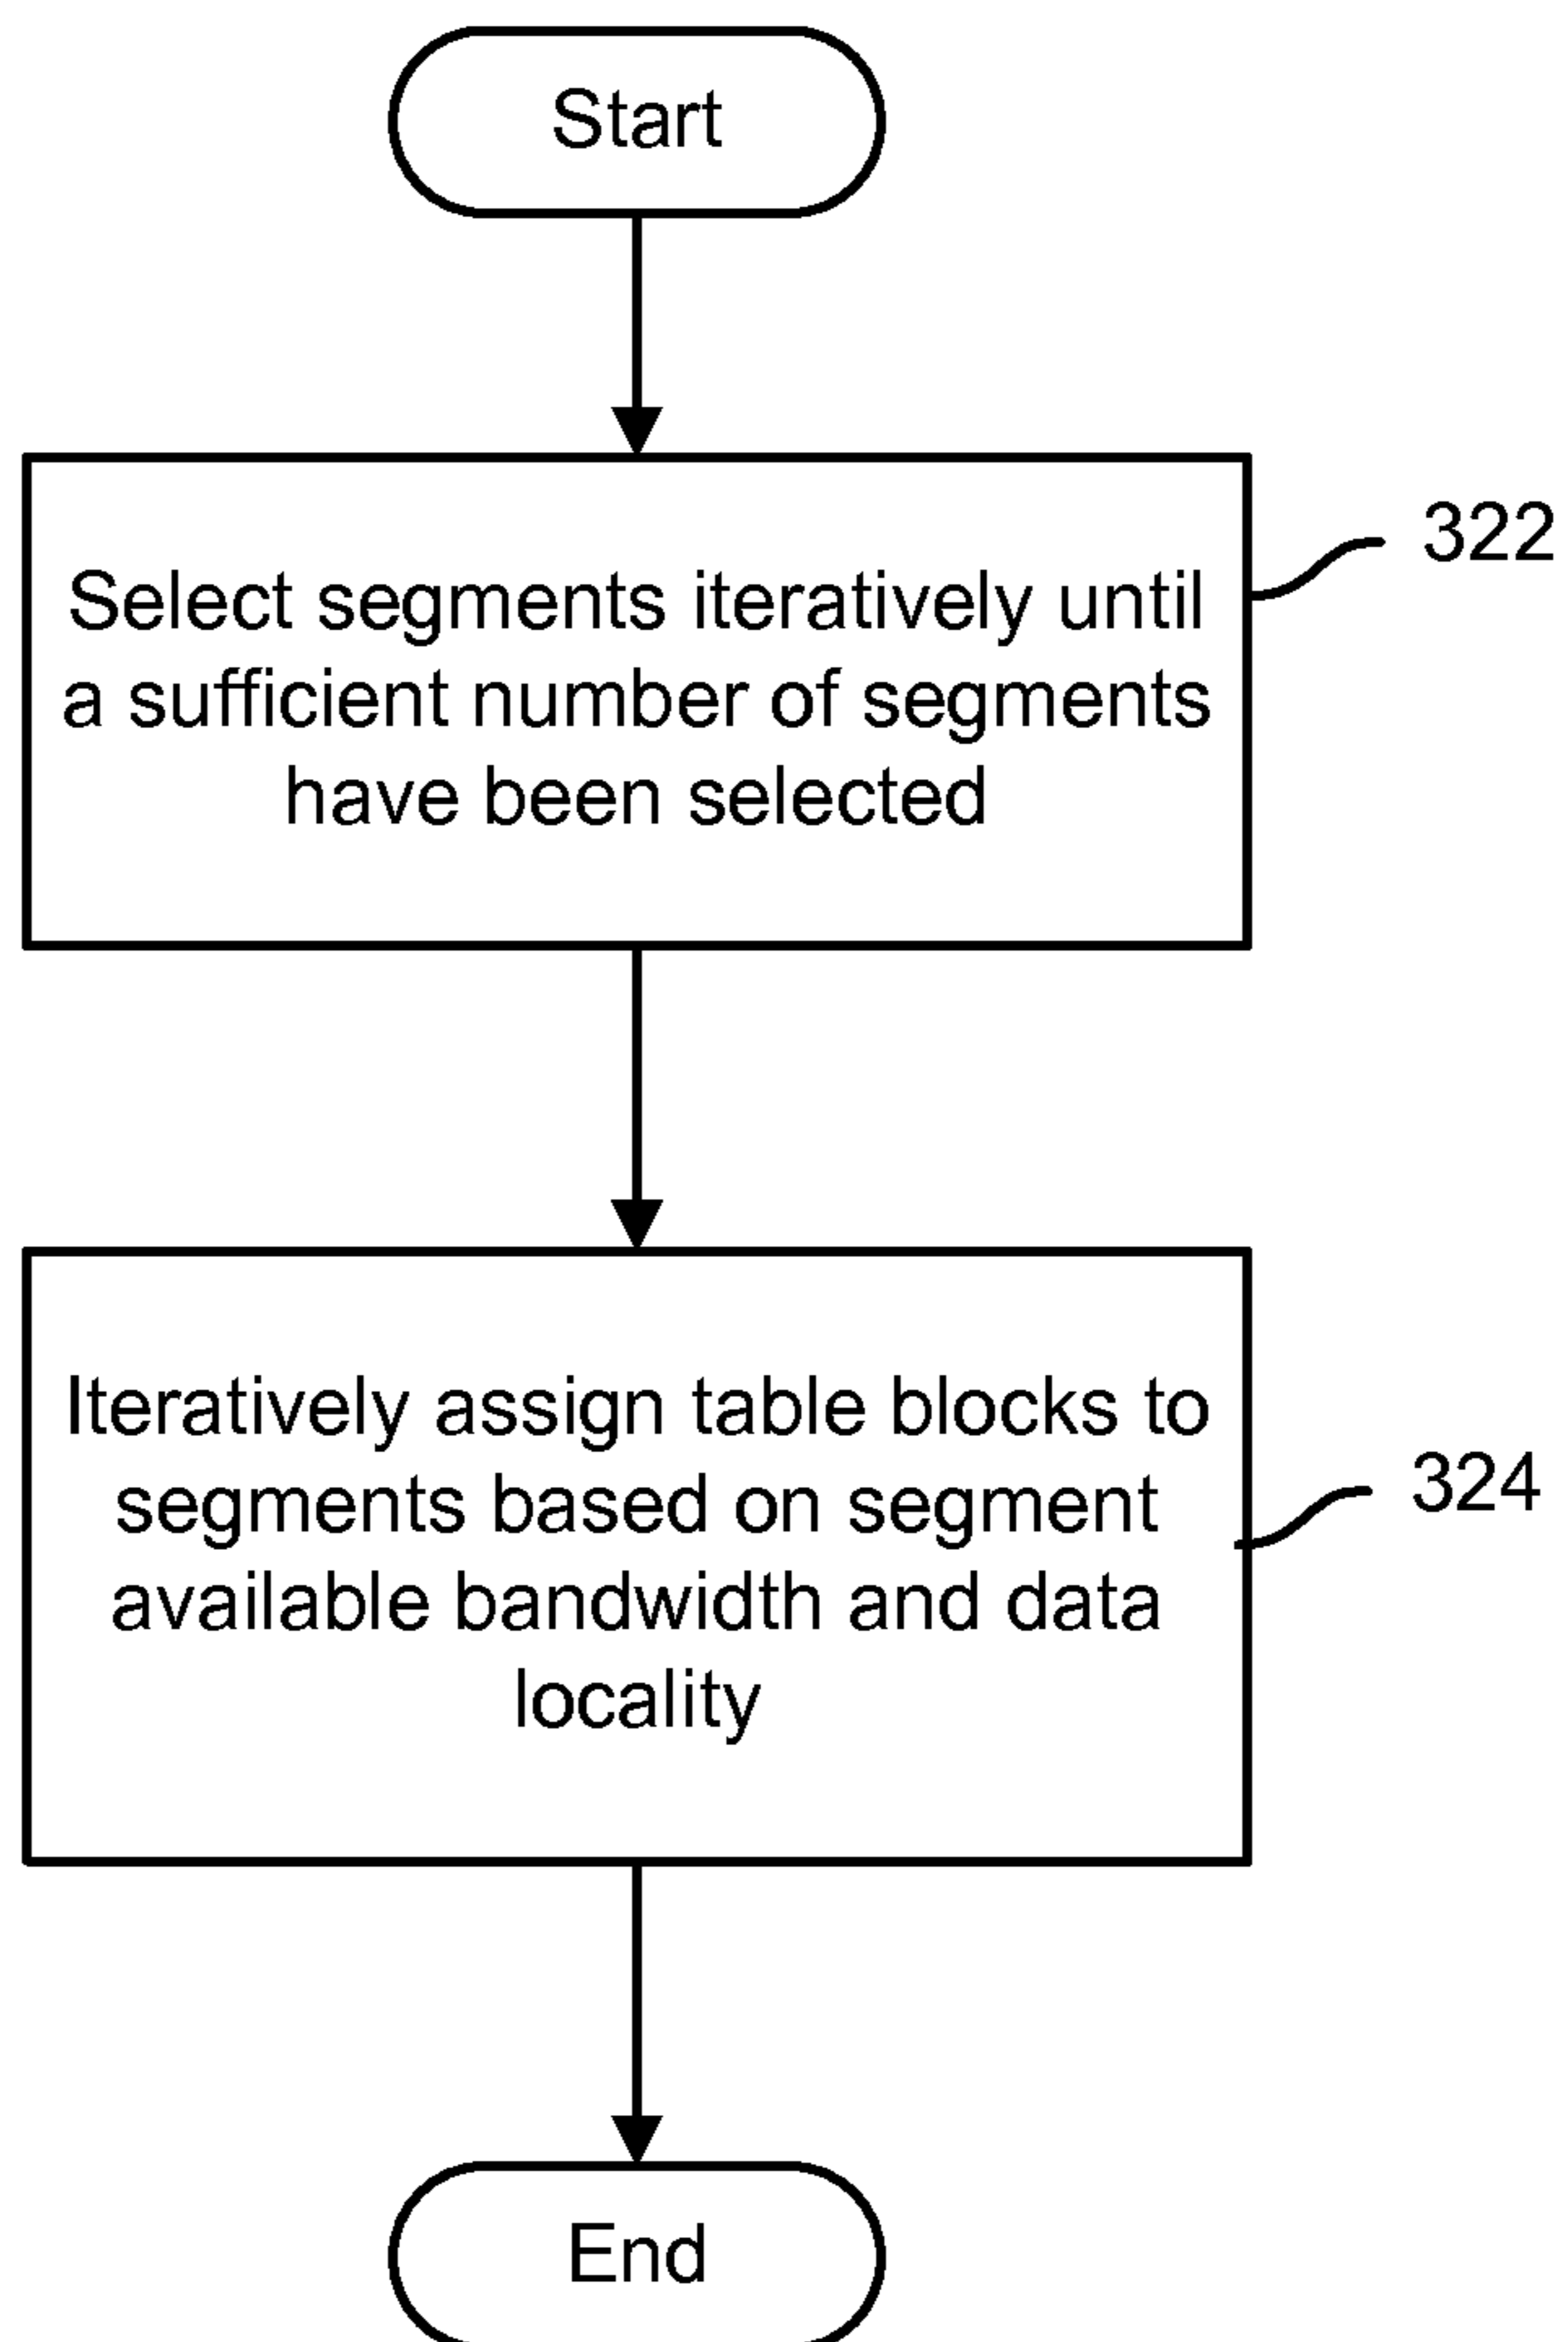 Start
322
Select segments iteratively until
a sufficient number of segments
have been selected
Iteratively assign table blocks to
324
segments based on segment
available bandwidth and data
locality
End